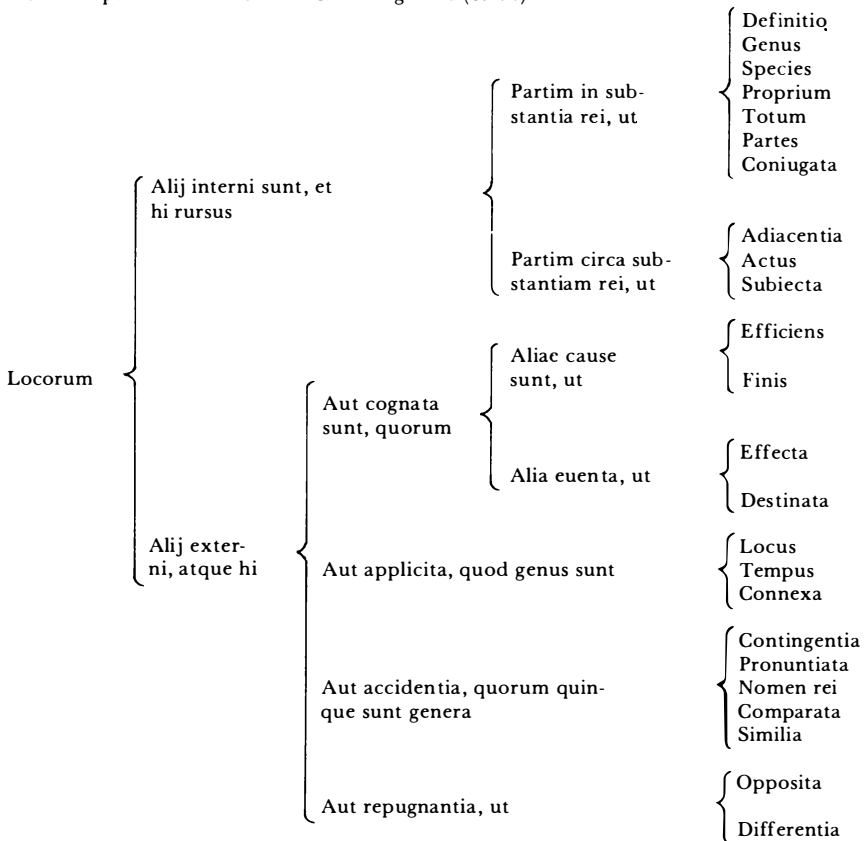 Locorum
Alij interni sunt, et
hi rursus
Partim in sub-
stantia rei, ut
Definitio
Genus
Species
Proprium
Totum
Partes
Coniugata
Partim circa sub-
stantiam rei, ut
Adiacentia
Actus
Subiecta
Alij exter-
ni, atque hi
Aut cognata
sunt, quorum
Aliae cause
sunt, ut
Efficiens
Finis
Alia euenta, ut
Effecta
Destinata
Aut applicita, quod genus sunt
Locus
Tempus
Connexa
Aut accidentia, quorum quin-
que sunt genera
Contingentia
Pronuntiata
Nomen rei
Comparata
Similia
Aut repugnantia, ut
Opposita
Differentia